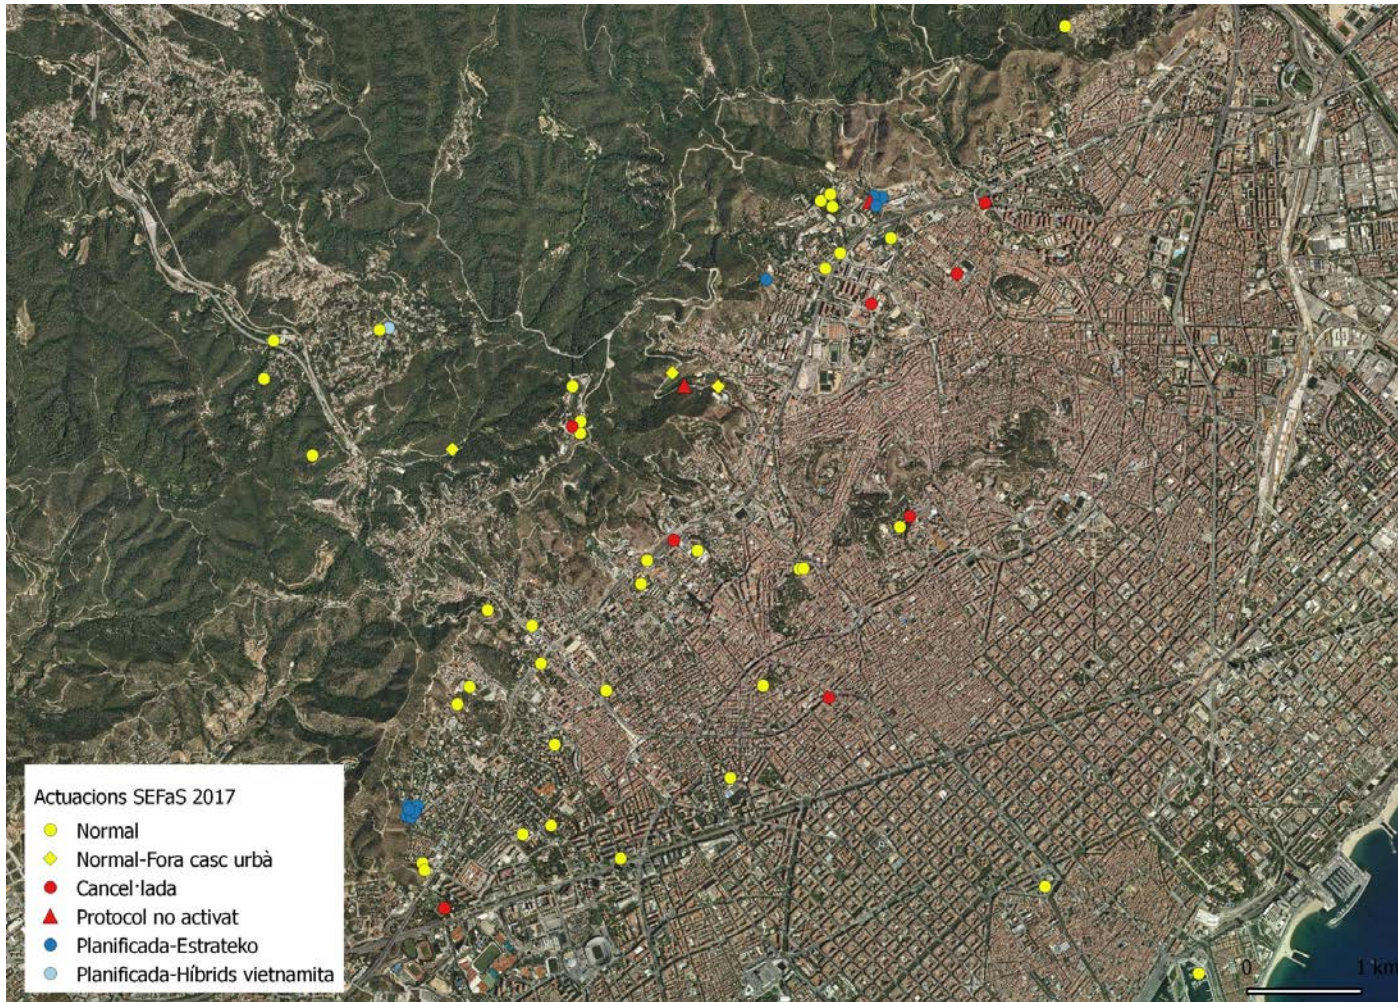 Actuacions SEFaS 2017
Normal
Normal-Fora casc urbà
Cancel·lada
Protocol no activat
Planificada-Estrateko
Planificada-Híbrids vietnamita
0 1 km